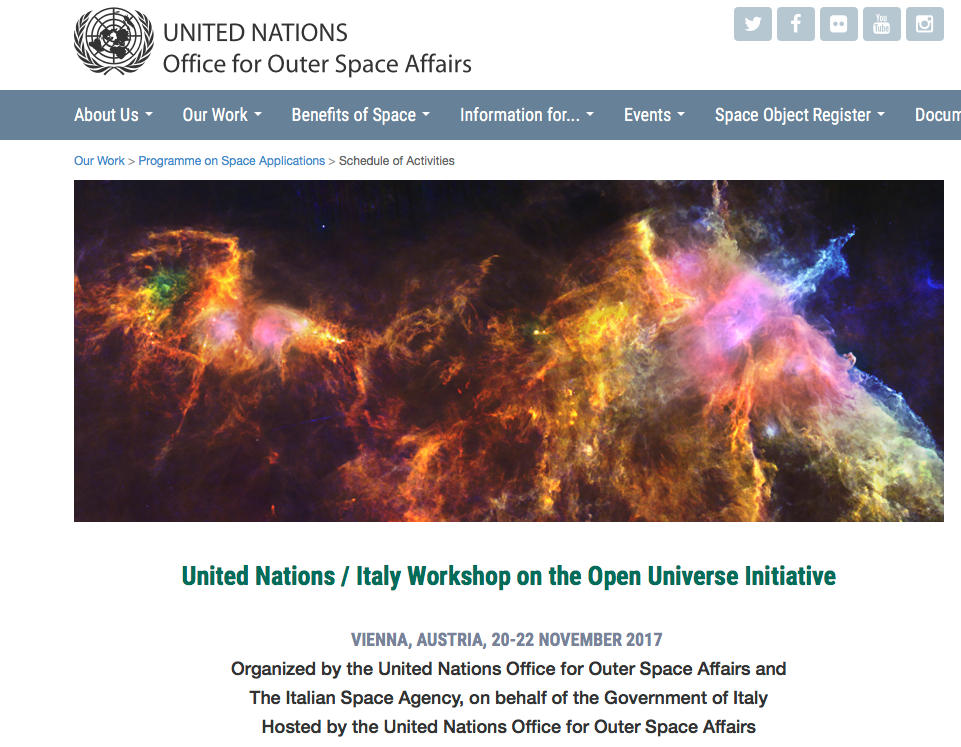 UNITED NATIONS
Office for Outer Space Affairs
You
Tube
About Us
Our Work
Benefits of Space
Information for...
Events
Space Object Register
Docum
Our Work > Programme on Space Applications > Schedule of Activities
United Nations / Italy Workshop on the Open Universe Initiative
VIENNA, AUSTRIA, 20-22 NOVEMBER 2017
Organized by the United Nations Office for Outer Space Affairs and
The Italian Space Agency, on behalf of the Government of Italy
Hosted by the United Nations Office for Outer Space Affairs